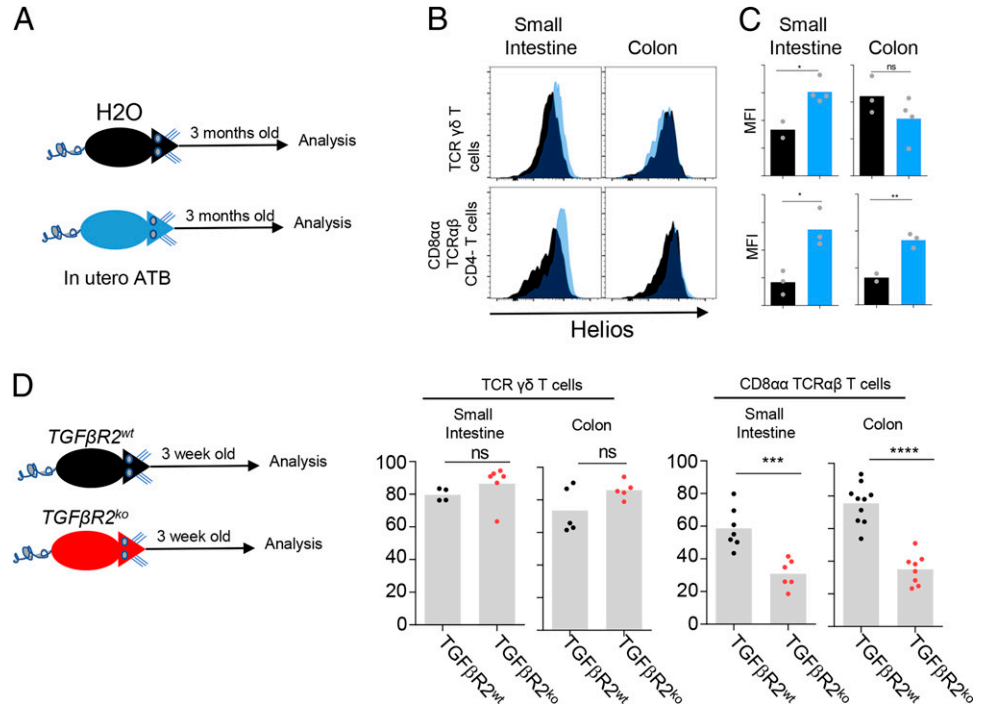 A
H2O
3 months old
Analysis
3 months old
Analysis
In utero ATB
B
Small
Intestine
Colon
TCR γδ T
cells
CD8αα
TCRαβ
CD4- T cells
Helios
C
Small
Intestine
Colon
MFI
*
ns
MFI
*
**
D
TGFβR2wt
3 week old
Analysis
TGFβR2ko
3 week old
Analysis
TCR γδ T cells
Small
Intestine
Colon
ns
ns
100
80
60
40
20
0
TGFβR2wt
TGFβR2ko
TGFβR2wt
TGFβR2ko
CD8αα TCRαβ T cells
Small
Intestine
Colon
***
****
100
80
60
40
20
0
TGFβR2wt
TGFβR2ko
TGFβR2wt
TGFβR2ko